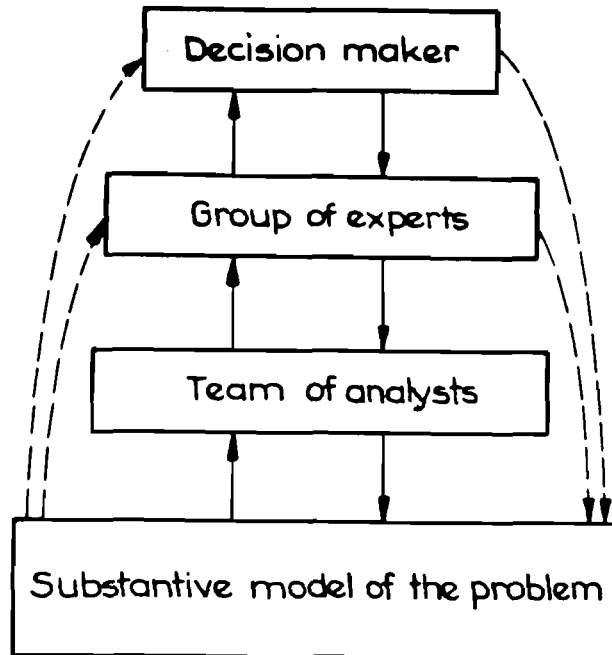 Decision maker
Group of experts
Team of analysts
Substantive model of the problem